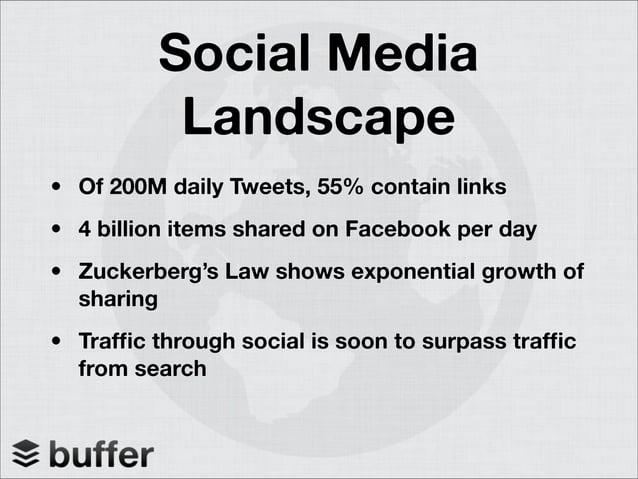 Social Media
Landscape
• Of 200M daily Tweets, 55% contain links
• 4 billion items shared on Facebook per day
• Zuckerberg’s Law shows exponential growth of
sharing
• Traffic through social is soon to surpass traffic
from search
buffer